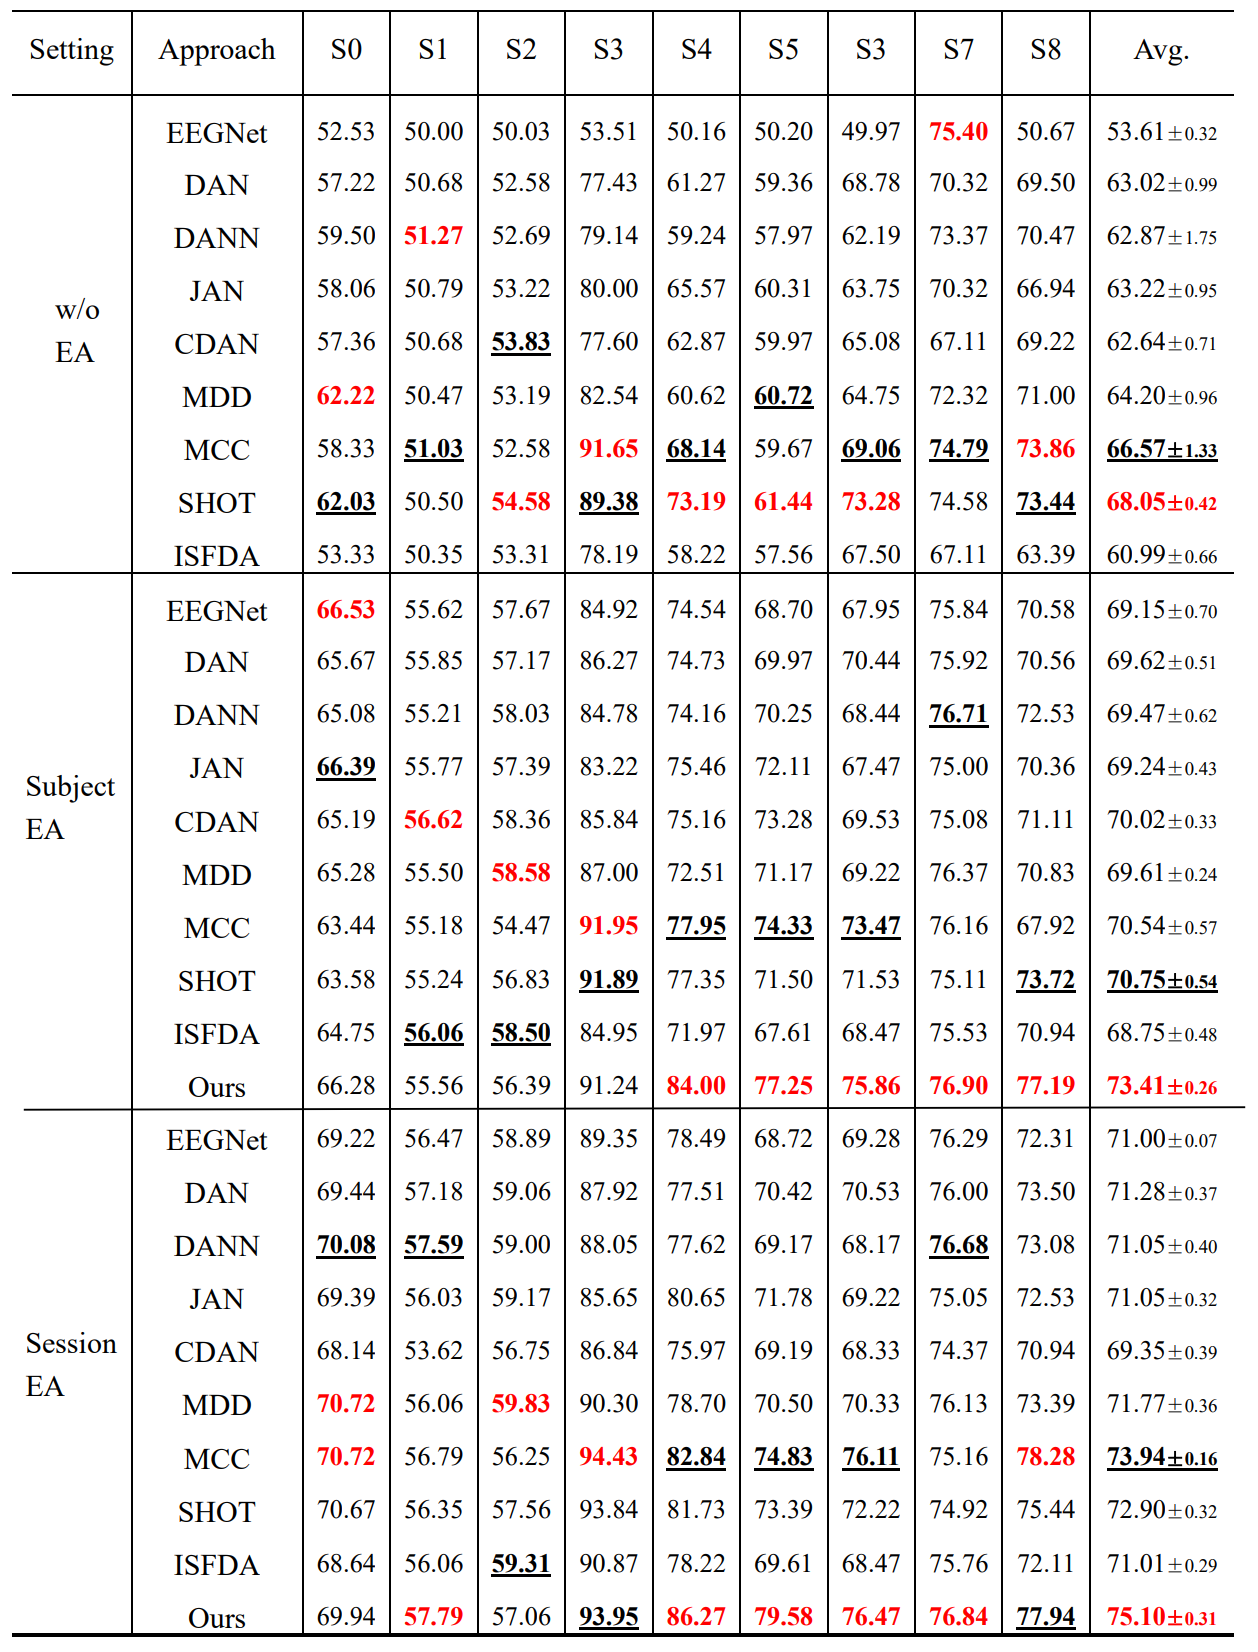 Setting Approach S0 S1 S2 S3 S4 S5 S3 S7 S8 Avg.
EEGNet 52.53 50.00 50.03 53.51 50.16 50.20 49.97 75.40 50.67 53.61±0.32
DAN 57.22 50.68 52.58 77.43 61.27 59.36 68.78 70.32 69.50 63.02±0.99
DANN 59.50 51.27 52.69 79.14 59.24 57.97 62.19 73.37 70.47 62.87±1.75
JAN 58.06 50.79 53.22 80.00 65.57 60.31 63.75 70.32 66.94 63.22±0.95
w/o
EA
CDAN 57.36 50.68 53.83 77.60 62.87 59.97 65.08 67.11 69.22 62.64±0.71
MDD 62.22 50.47 53.19 82.54 60.62 60.72 64.75 72.32 71.00 64.20±0.96
MCC 58.33 51.03 52.58 91.65 68.14 59.67 69.06 74.79 73.86 66.57±1.33
SHOT 62.03 50.50 54.58 89.38 73.19 61.44 73.28 74.58 73.44 68.05±0.42
ISFDA 53.33 50.35 53.31 78.19 58.22 57.56 67.50 67.11 63.39 60.99±0.66
EEGNet 66.53 55.62 57.67 84.92 74.54 68.70 67.95 75.84 70.58 69.15±0.70
DAN 65.67 55.85 57.17 86.27 74.73 69.97 70.44 75.92 70.56 69.62±0.51
DANN 65.08 55.21 58.03 84.78 74.16 70.25 68.44 76.71 72.53 69.47±0.62
JAN 66.39 55.77 57.39 83.22 75.46 72.11 67.47 75.00 70.36 69.24±0.43
Subject
EA
CDAN 65.19 56.62 58.36 85.84 75.16 73.28 69.53 75.08 71.11 70.02±0.33
MDD 65.28 55.50 58.58 87.00 72.51 71.17 69.22 76.37 70.83 69.61±0.24
MCC 63.44 55.18 54.47 91.95 77.95 74.33 73.47 76.16 67.92 70.54±0.57
SHOT 63.58 55.24 56.83 91.89 77.35 71.50 71.53 75.11 73.72 70.75±0.54
ISFDA 64.75 56.06 58.50 84.95 71.97 67.61 68.47 75.53 70.94 68.75±0.48
Ours 66.28 55.56 56.39 91.24 84.00 77.25 75.86 76.90 77.19 73.41±0.26
EEGNet 69.22 56.47 58.89 89.35 78.49 68.72 69.28 76.29 72.31 71.00±0.07
DAN 69.44 57.18 59.06 87.92 77.51 70.42 70.53 76.00 73.50 71.28±0.37
DANN 70.08 57.59 59.00 88.05 77.62 69.17 68.17 76.68 73.08 71.05±0.40
JAN 69.39 56.03 59.17 85.65 80.65 71.78 69.22 75.05 72.53 71.05±0.32
Session
EA
CDAN 68.14 53.62 56.75 86.84 75.97 69.19 68.33 74.37 70.94 69.35±0.39
MDD 70.72 56.06 59.83 90.30 78.70 70.50 70.33 76.13 73.39 71.77±0.36
MCC 70.72 56.79 56.25 94.43 82.84 74.83 76.11 75.16 78.28 73.94±0.16
SHOT 70.67 56.35 57.56 93.84 81.73 73.39 72.22 74.92 75.44 72.90±0.32
ISFDA 68.64 56.06 59.31 90.87 78.22 69.61 68.47 75.76 72.11 71.01±0.29
Ours 69.94 57.79 57.06 93.95 86.27 79.58 76.47 76.84 77.94 75.10±0.31